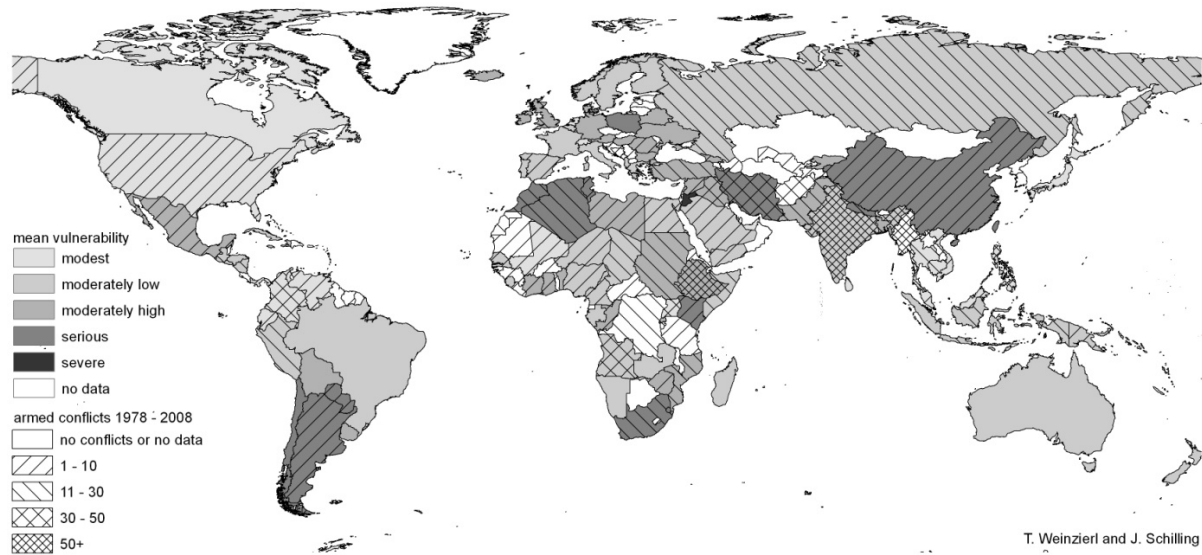 mean vulnerability
modest
moderately low
moderately high
serious
severe
no data
armed conflicts 1978 - 2008
no conflicts or no data
1 - 10
11 - 30
30 - 50
50+
T. Weinzierl and J. Schilling